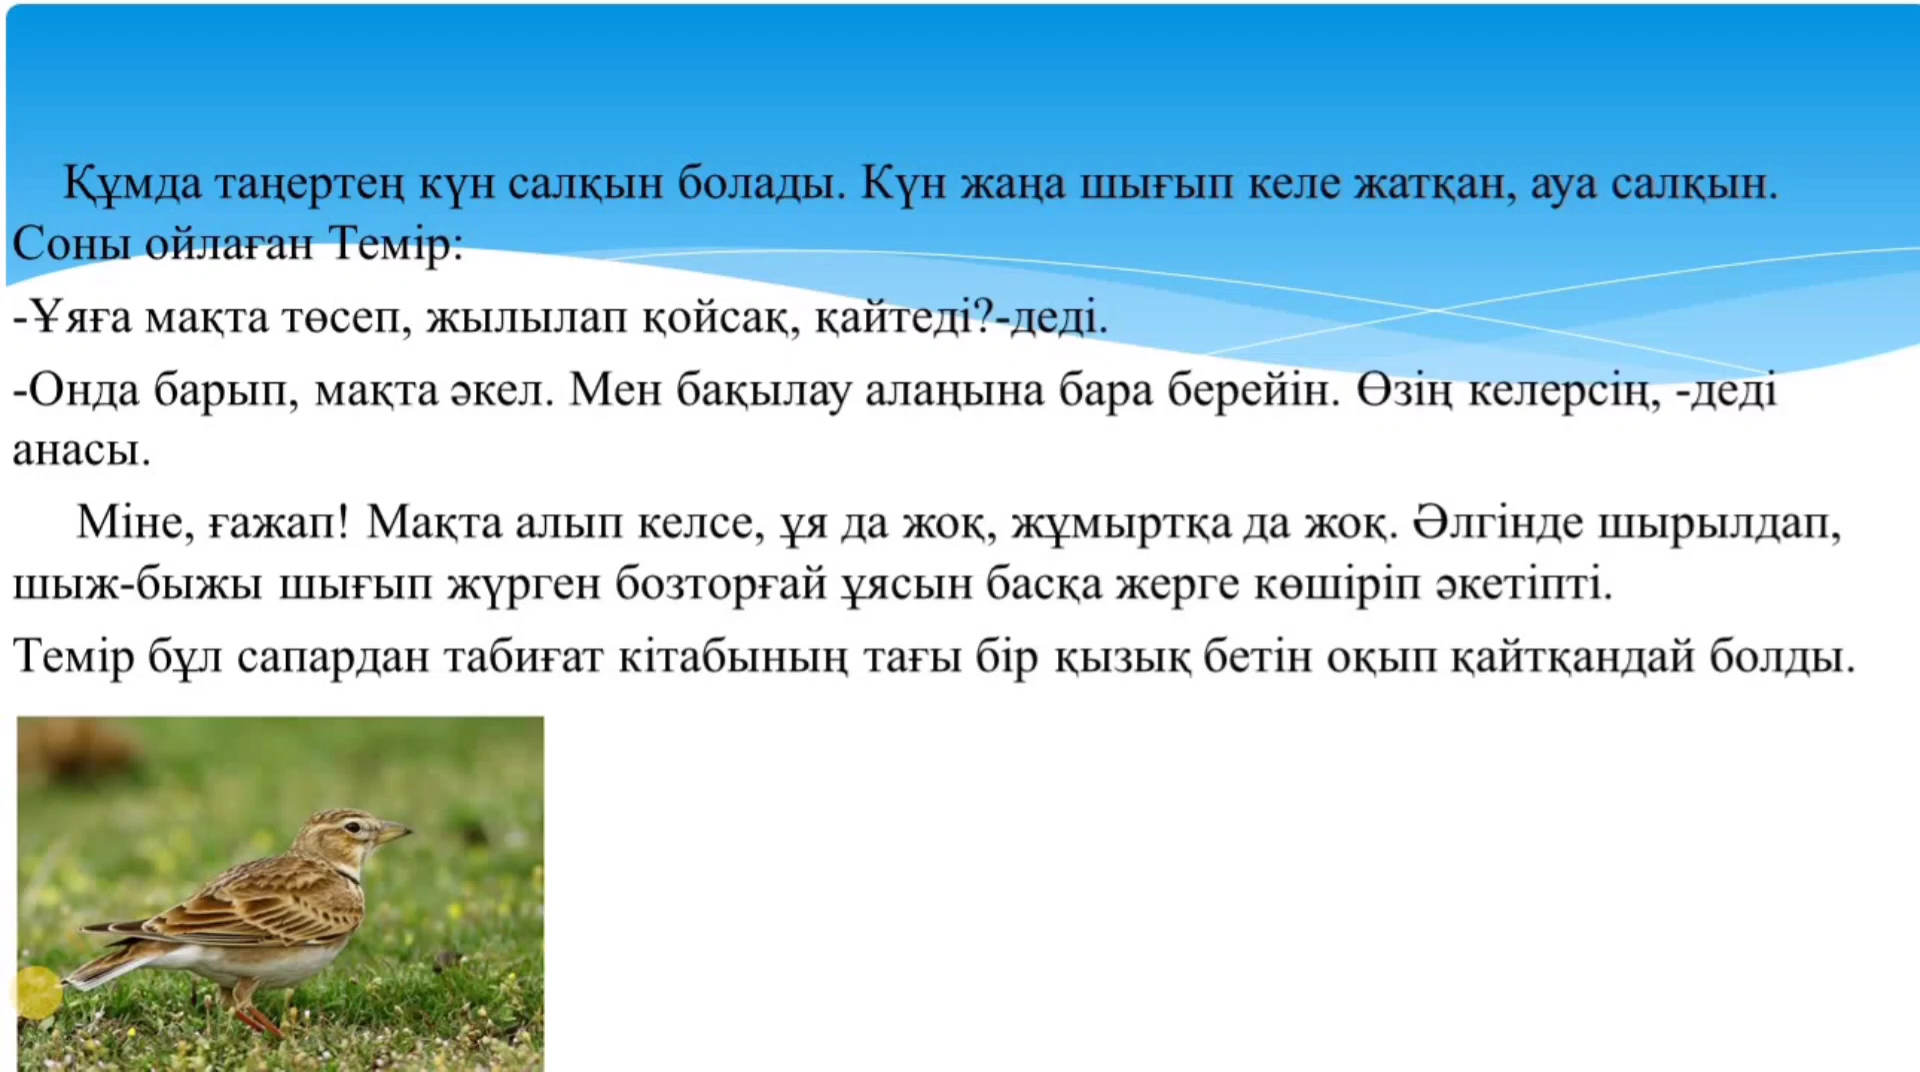 Құмда таңертең күн салқын болады. Күн жаңа шығып келе жатқан, ауа салқын.
Соны ойлаған Темір:
-Ұяға мақта төсеп, жылылап қойсақ, қайтеді?-деді.
-Онда барып, мақта әкел. Мен бақылау алаңына бара берейін. Өзің келерсің, -деді
анасы.
Міне, ғажап! Мақта алып келсе, ұя да жоқ, жұмыртқа да жоқ. Әлгінде шырылдап,
шыж-быжы шығып жүрген бозторғай ұясын басқа жерге көшіріп әкетіпті.
Темір бұл сапардан табиғат кітабының тағы бір қызық бетін оқып қайтқандай болды.